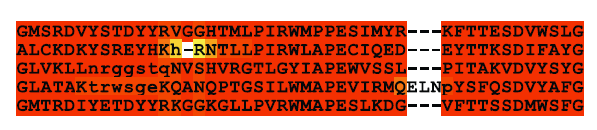 GMSRDVYSTDYYRVGGHTMLPIRWMPPESIMYR---KFTTESDVWSLG
ALCKDKYSREYHKh-RNTLLPIRWLAPECIQED---EYTTKSDIFAYG
GLVKLLnrggstqNVSHVRGTLGYIAPEWVSSL---PITAKVDVYSYG
GLATAKtrwsgeKQANQPTGSILWMAPEVIRMQELNpYSFQSDVYAFG
GMTRDIYETDYYRKGGKGLLPVRWMAPESLKDG---VFTTSSDMWSFG